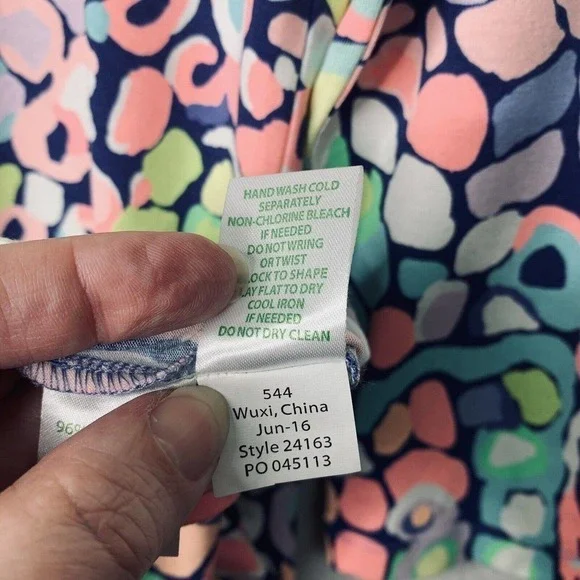 HAND WASH COLD
SEPARATELY
NON-CHLORINE BLEACH
IF NEEDED
DO NOT WRING
OR TWIST
LOCK TO SHAPE
LAY FLAT TO DRY
COOL IRON
IF NEEDED
DO NOT DRY CLEAN
544
Wuxi, China
Jun-16
Style 24163
PO 045113